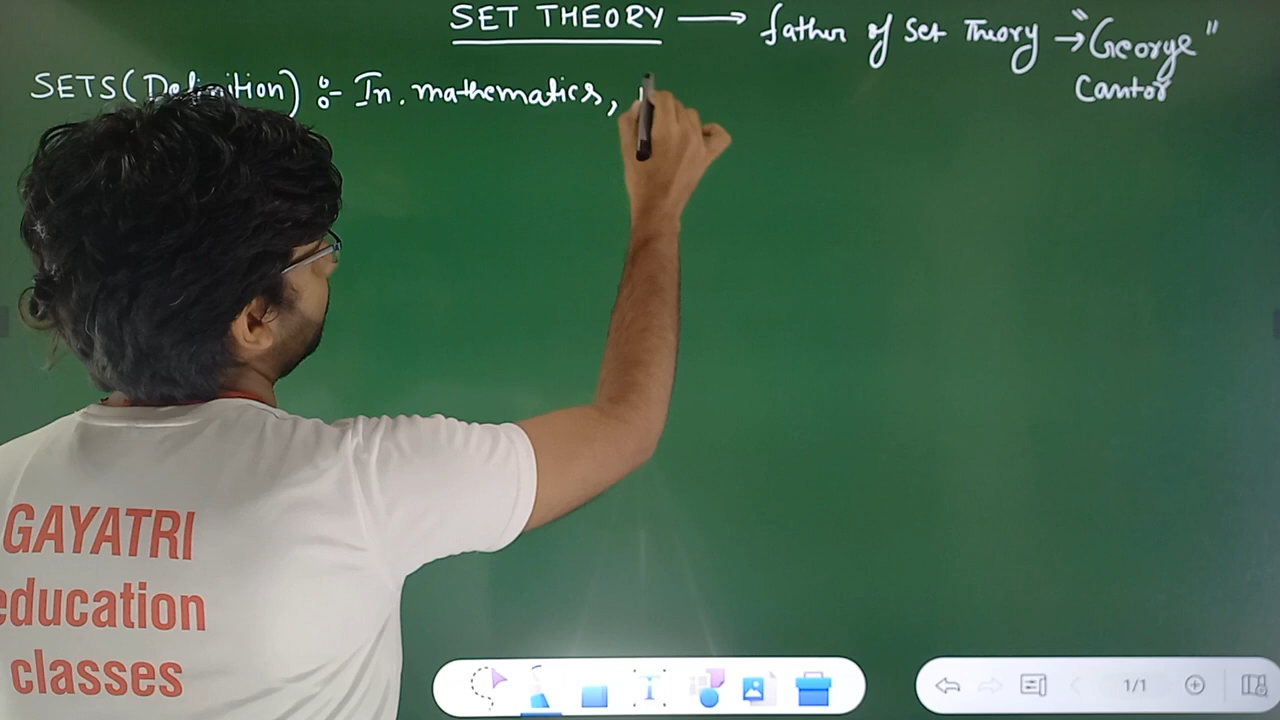 SET THEORY → father of Set Theory → "George"
Cantor
SETS (Definition) :- In. mathematics,
GAYATRI
education
classes
1/1